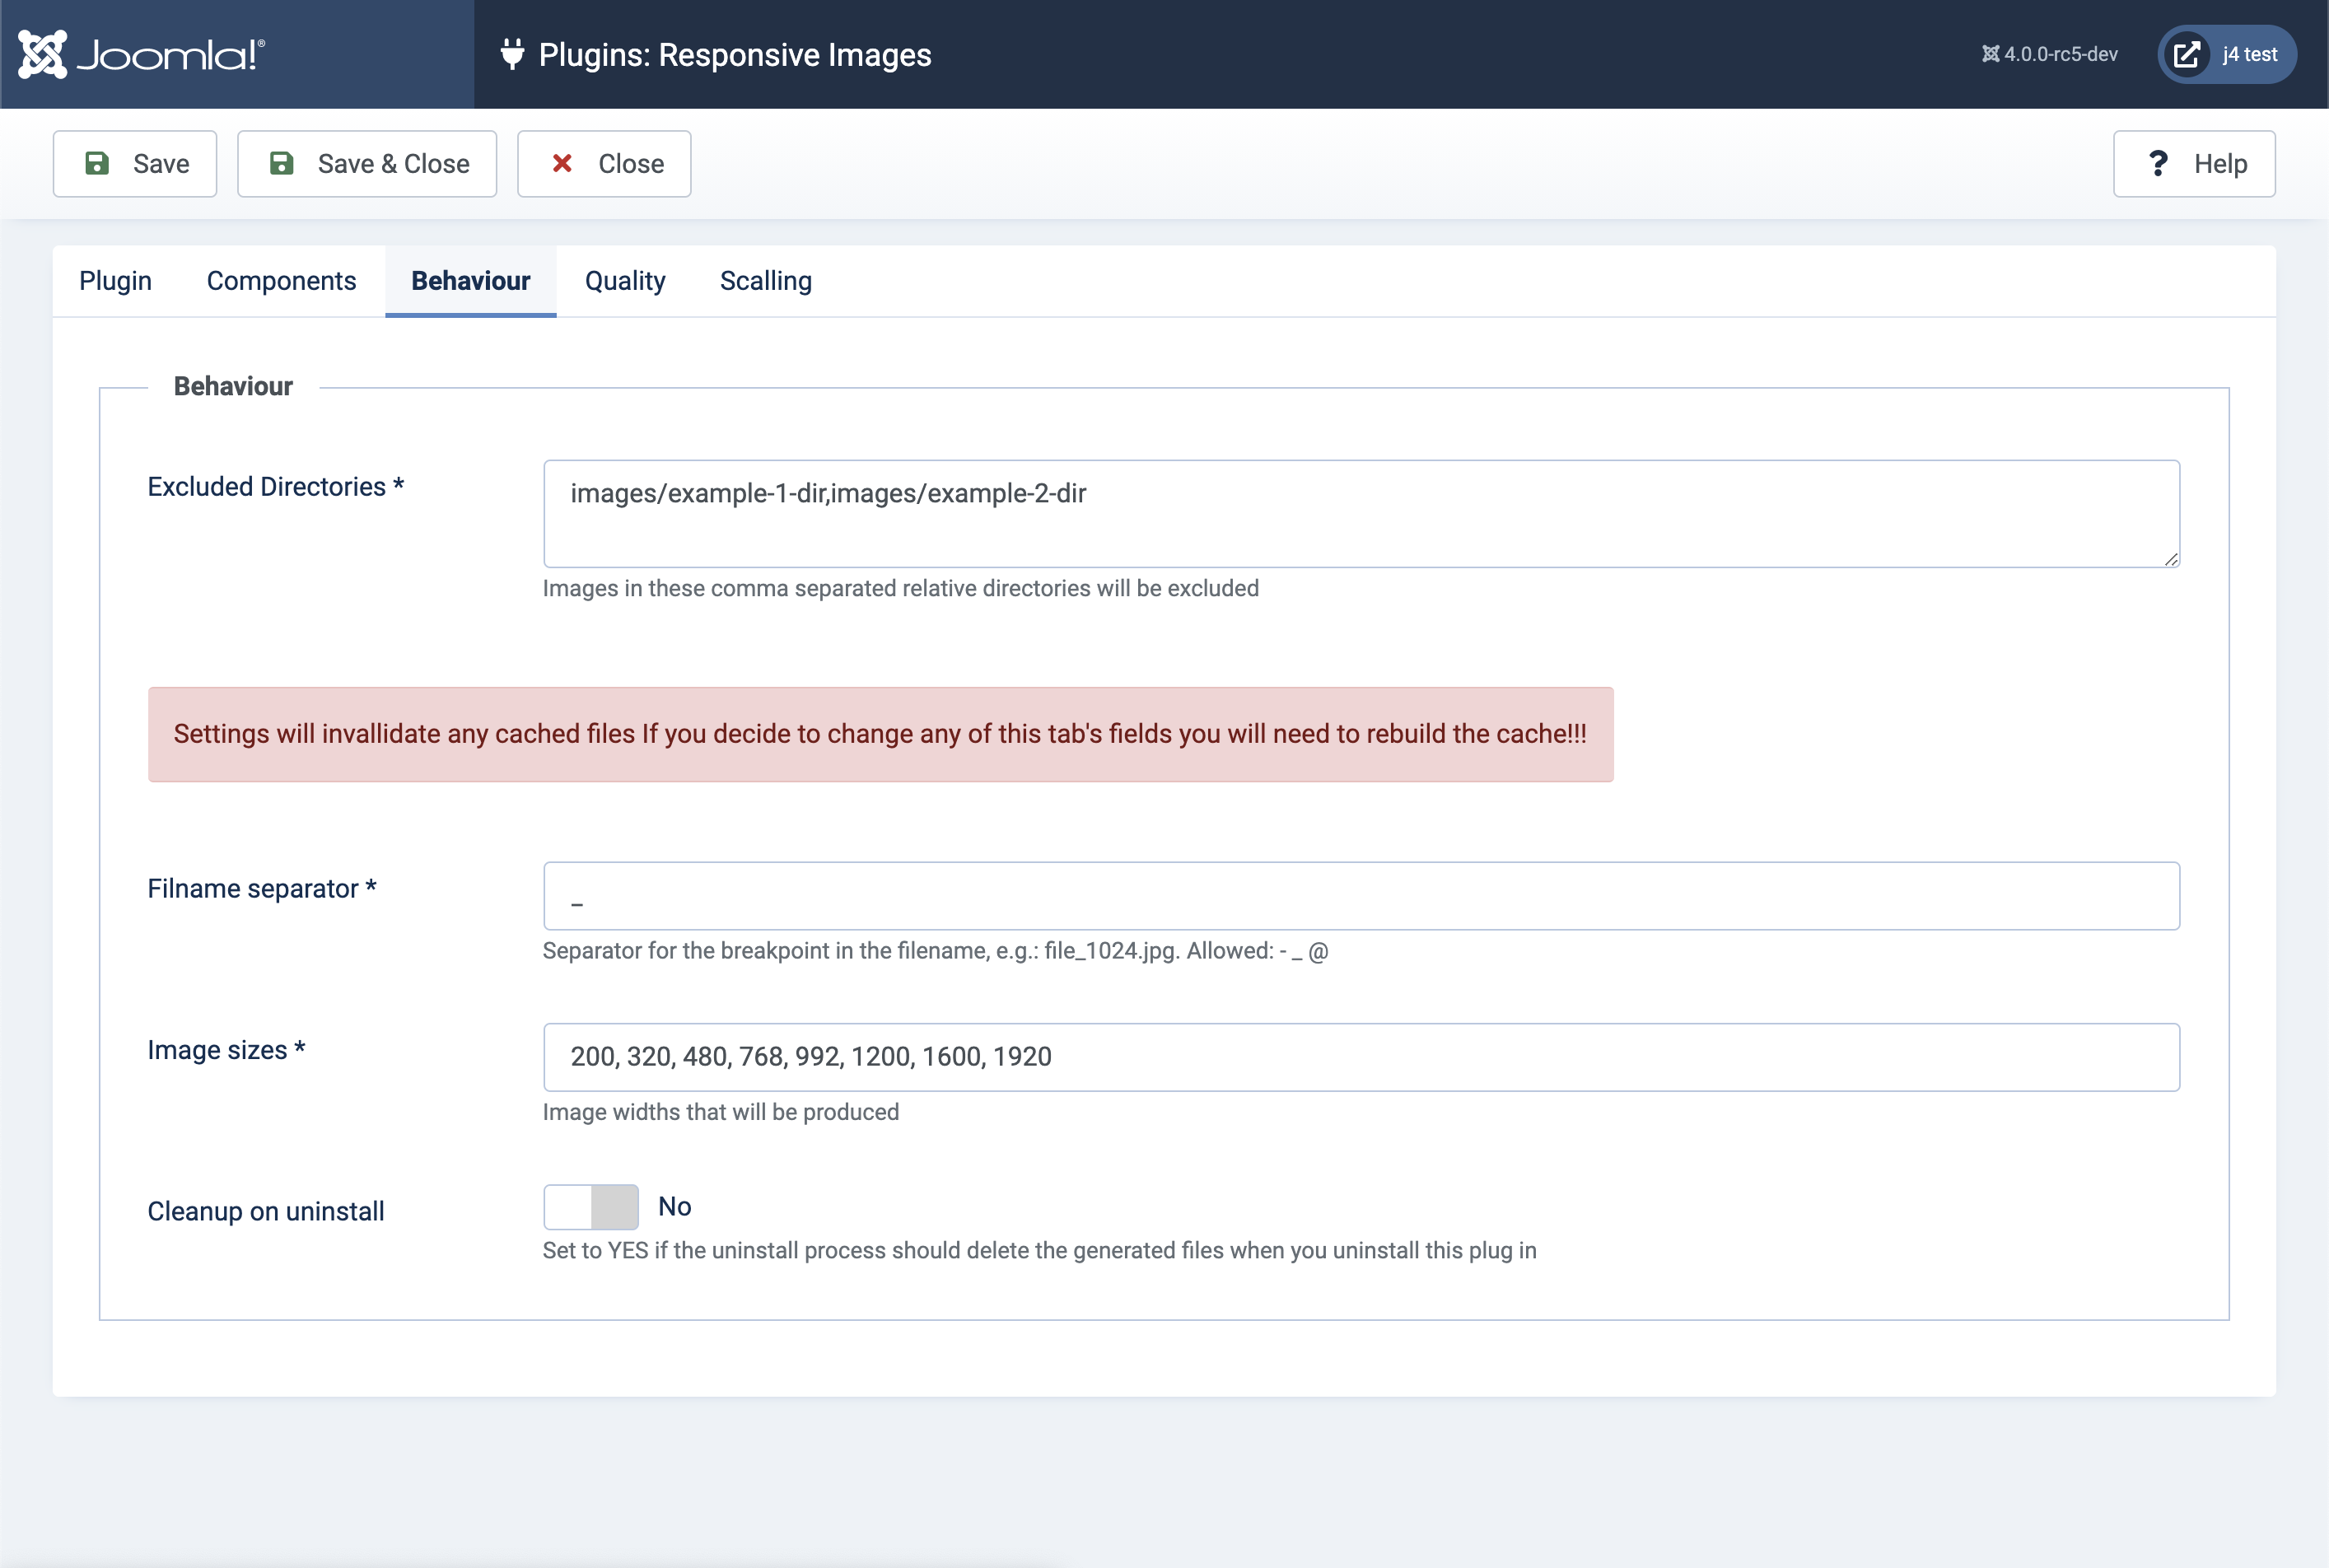 Joomla!®
Plugins: Responsive Images
4.0.0-rc5-dev
j4 test
Save
Save & Close
Close
? Help
Plugin
Components
Behaviour
Quality
Scalling
Behaviour
Excluded Directories *
images/example-1-dir,images/example-2-dir
Images in these comma separated relative directories will be excluded
Settings will invallidate any cached files If you decide to change any of this tab's fields you will need to rebuild the cache!!!
Filname separator *
_
Separator for the breakpoint in the filename, e.g.: file_1024.jpg. Allowed: - _ @
Image sizes *
200, 320, 480, 768, 992, 1200, 1600, 1920
Image widths that will be produced
Cleanup on uninstall
No
Set to YES if the uninstall process should delete the generated files when you uninstall this plug in